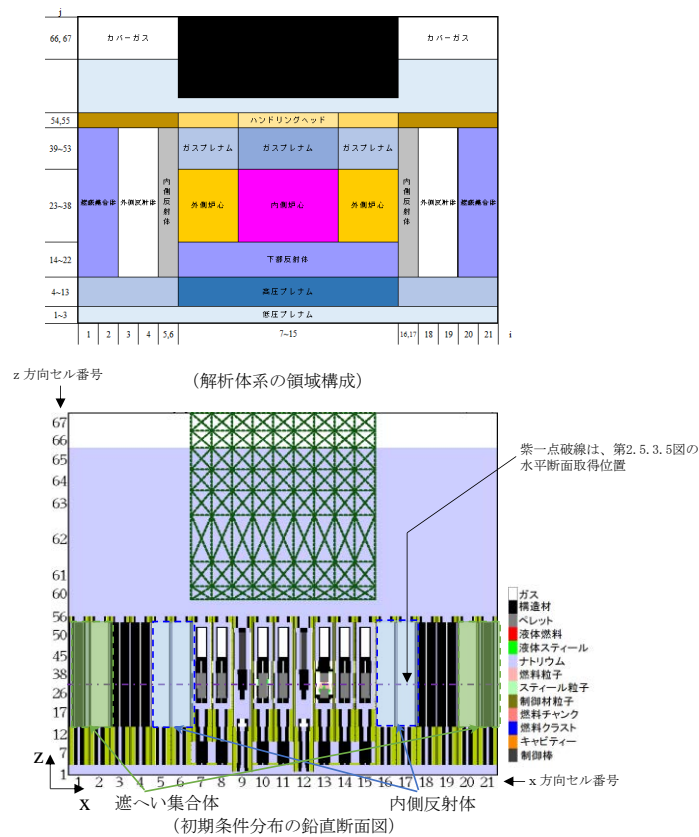 j
66, 67
カバーガス
カバーガス
54,55
ハンドリングヘッド
39~53
ガスプレナム
ガスプレナム
ガスプレナム
23~38
遮蔽集合体
外側反射体
内側反射体
外側炉心
内側炉心
外側炉心
内側反射体
外側反射体
遮蔽集合体
14~22
下部反射体
4~13
高圧プレナム
1~3
低圧プレナム
1 2 3 4 5,6 7~15 16,17 18 19 20 21 i
z 方向セル番号
(解析体系の領域構成)
67
66
65
64
63
62
61
60
56
50
45
38
26
17
12
7
1
紫一点破線は、第2.5.3.5図の
水平断面取得位置
ガス
構造材
ペレット
液体燃料
液体スティール
ナトリウム
燃料粒子
スティール粒子
制御材粒子
燃料チャンク
燃料クラスト
キャビティー
制御棒
Z
X
1 2 3 4 5 6 7 8 9 10 11 12 13 14 15 16 17 18 19 20 21
x 方向セル番号
遮へい集合体
内側反射体
(初期条件分布の鉛直断面図)